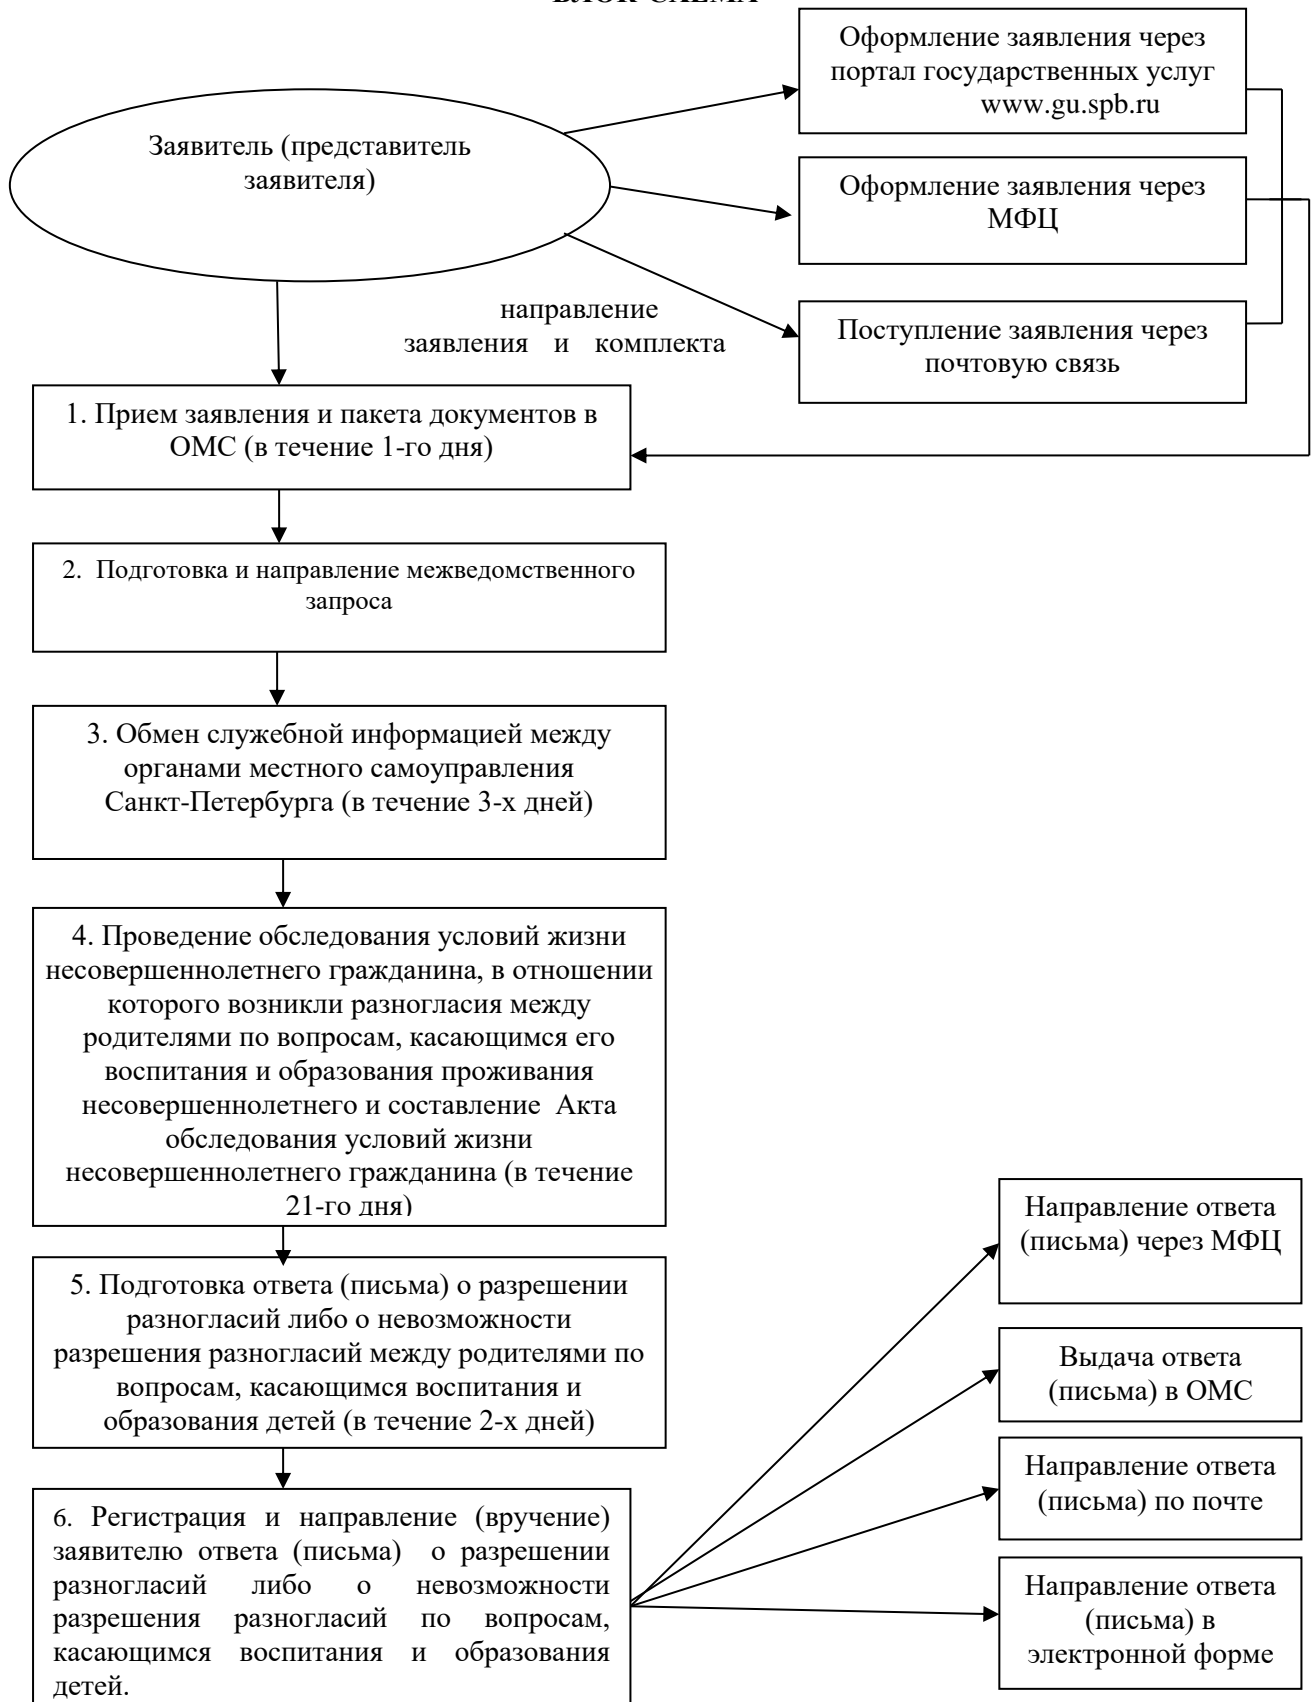 БЛОК-СХЕМА
Оформление заявления через
портал государственных услуг
www.gu.spb.ru
Заявитель (представитель
заявителя)
Оформление заявления через
МФЦ
направление
заявления и комплекта
Поступление заявления через
почтовую связь
1. Прием заявления и пакета документов в
ОМС (в течение 1-го дня)
2. Подготовка и направление межведомственного
запроса
3. Обмен служебной информацией между
органами местного самоуправления
Санкт-Петербурга (в течение 3-х дней)
4. Проведение обследования условий жизни
несовершеннолетнего гражданина, в отношении
которого возникли разногласия между
родителями по вопросам, касающимся его
воспитания и образования проживания
несовершеннолетнего и составление Акта
обследования условий жизни
несовершеннолетнего гражданина (в течение
21-го дня)
5. Подготовка ответа (письма) о разрешении
разногласий либо о невозможности
разрешения разногласий между родителями по
вопросам, касающимся воспитания и
образования детей (в течение 2-х дней)
6. Регистрация и направление (вручение)
заявителю ответа (письма) о разрешении
разногласий либо о невозможности
разрешения разногласий по вопросам,
касающимся воспитания и образования
детей.
Направление ответа
(письма) через МФЦ
Выдача ответа
(письма) в ОМС
Направление ответа
(письма) по почте
Направление ответа
(письма) в
электронной форме